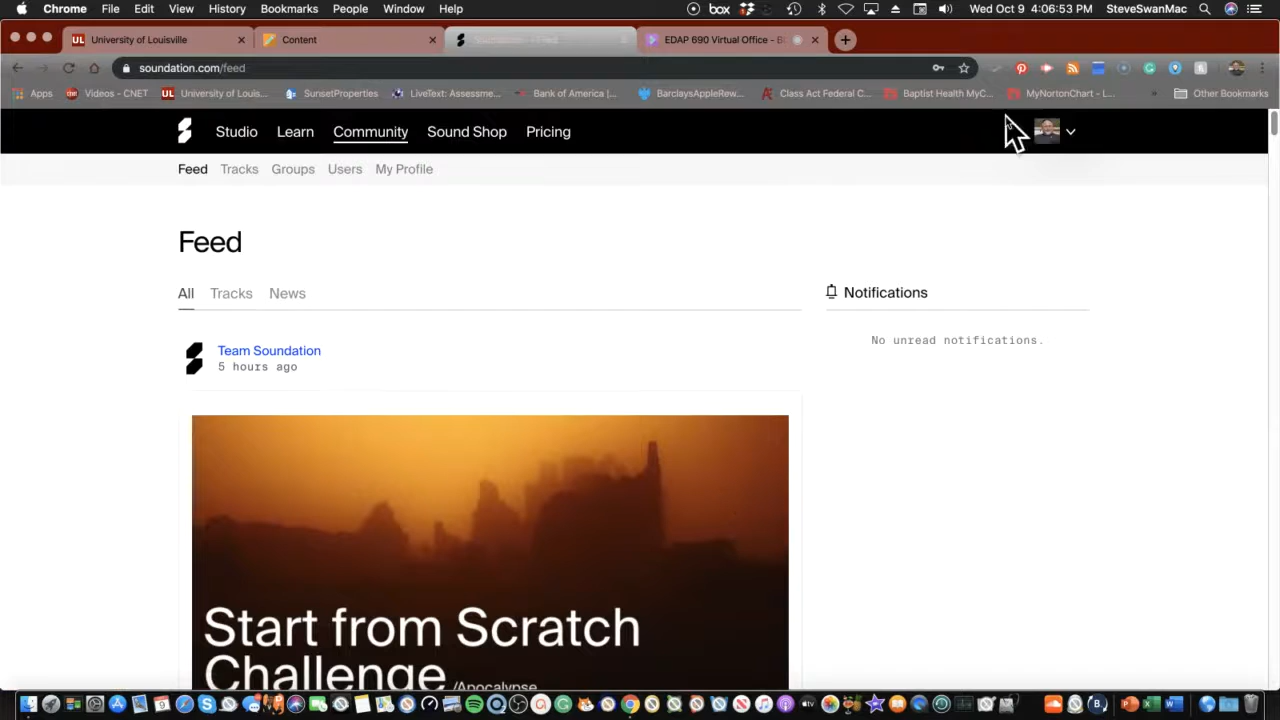 Chrome File Edit View History Bookmarks People Window Help box Wed Oct 9 4:06:53 PM SteveSwanMac
UL University of Louisville Content EDAP 690 Virtual Office - B
soundation.com/feed
Apps Videos - CNET UL University of Louis... SunsetProperties LiveText: Assessme... Bank of America |... BarclaysAppleRew... Class Act Federal C... Baptist Health MyC... MyNortonChart - L... » Other Bookmarks
Studio Learn Community Sound Shop Pricing
Feed Tracks Groups Users My Profile
Feed
All Tracks News
Notifications
No unread notifications.
Team Soundation
5 hours ago
Start from Scratch
Challenge /Apocalypse